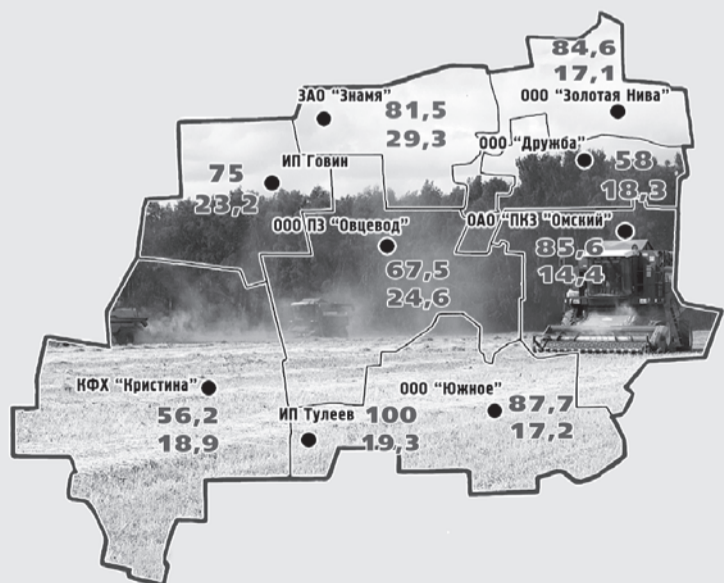 84,6
17,1
ООО "Золотая Нива"
ЗАО "Знамя"
81,5
29,3
ООО "Дружба"
58
18,3
ИП Говин
75
23,2
ООО ПЗ "Овцевод"
67,5
24,6
ОАО "ПКЗ "Омский"
85,6
14,4
КФХ "Кристина"
56,2
18,9
ИП Тулеев
100
19,3
ООО "Южное"
87,7
17,2